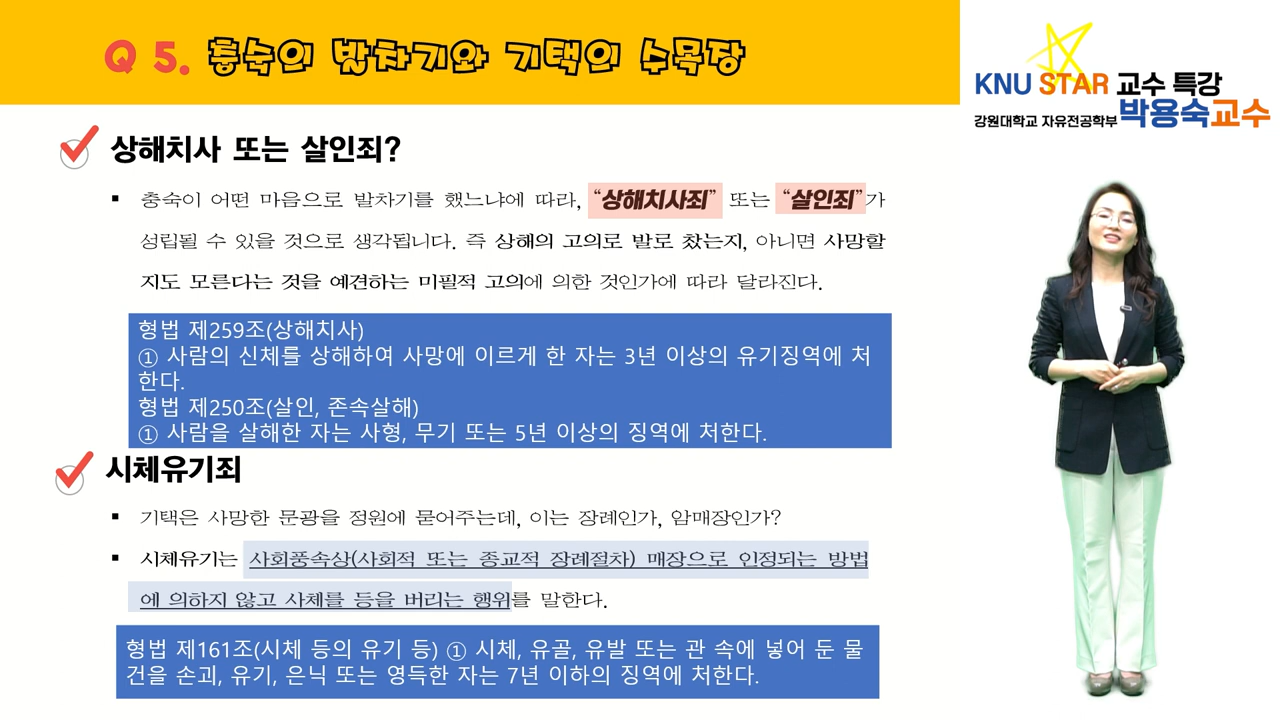 Q 5. 충숙의 발차기와 기택의 수목장
KNU STAR 교수 특강
강원대학교 자유전공학부 박용숙교수
상해치사 또는 살인죄?
▪ 충숙이 어떤 마음으로 발차기를 했느냐에 따라, “상해치사죄” 또는 “살인죄”가
성립될 수 있을 것으로 생각됩니다. 즉 상해의 고의로 발로 찼는지, 아니면 사망할
지도 모른다는 것을 예견하는 미필적 고의에 의한 것인가에 따라 달라진다.
형법 제259조(상해치사)
① 사람의 신체를 상해하여 사망에 이르게 한 자는 3년 이상의 유기징역에 처
한다.
형법 제250조(살인, 존속살해)
① 사람을 살해한 자는 사형, 무기 또는 5년 이상의 징역에 처한다.
시체유기죄
▪ 기택은 사망한 문광을 정원에 묻어주는데, 이는 장례인가, 암매장인가?
▪ 시체유기는 사회풍속상(사회적 또는 종교적 장례절차) 매장으로 인정되는 방법
에 의하지 않고 사체를 등을 버리는 행위를 말한다.
형법 제161조(시체 등의 유기 등) ① 시체, 유골, 유발 또는 관 속에 넣어 둔 물
건을 손괴, 유기, 은닉 또는 영득한 자는 7년 이하의 징역에 처한다.